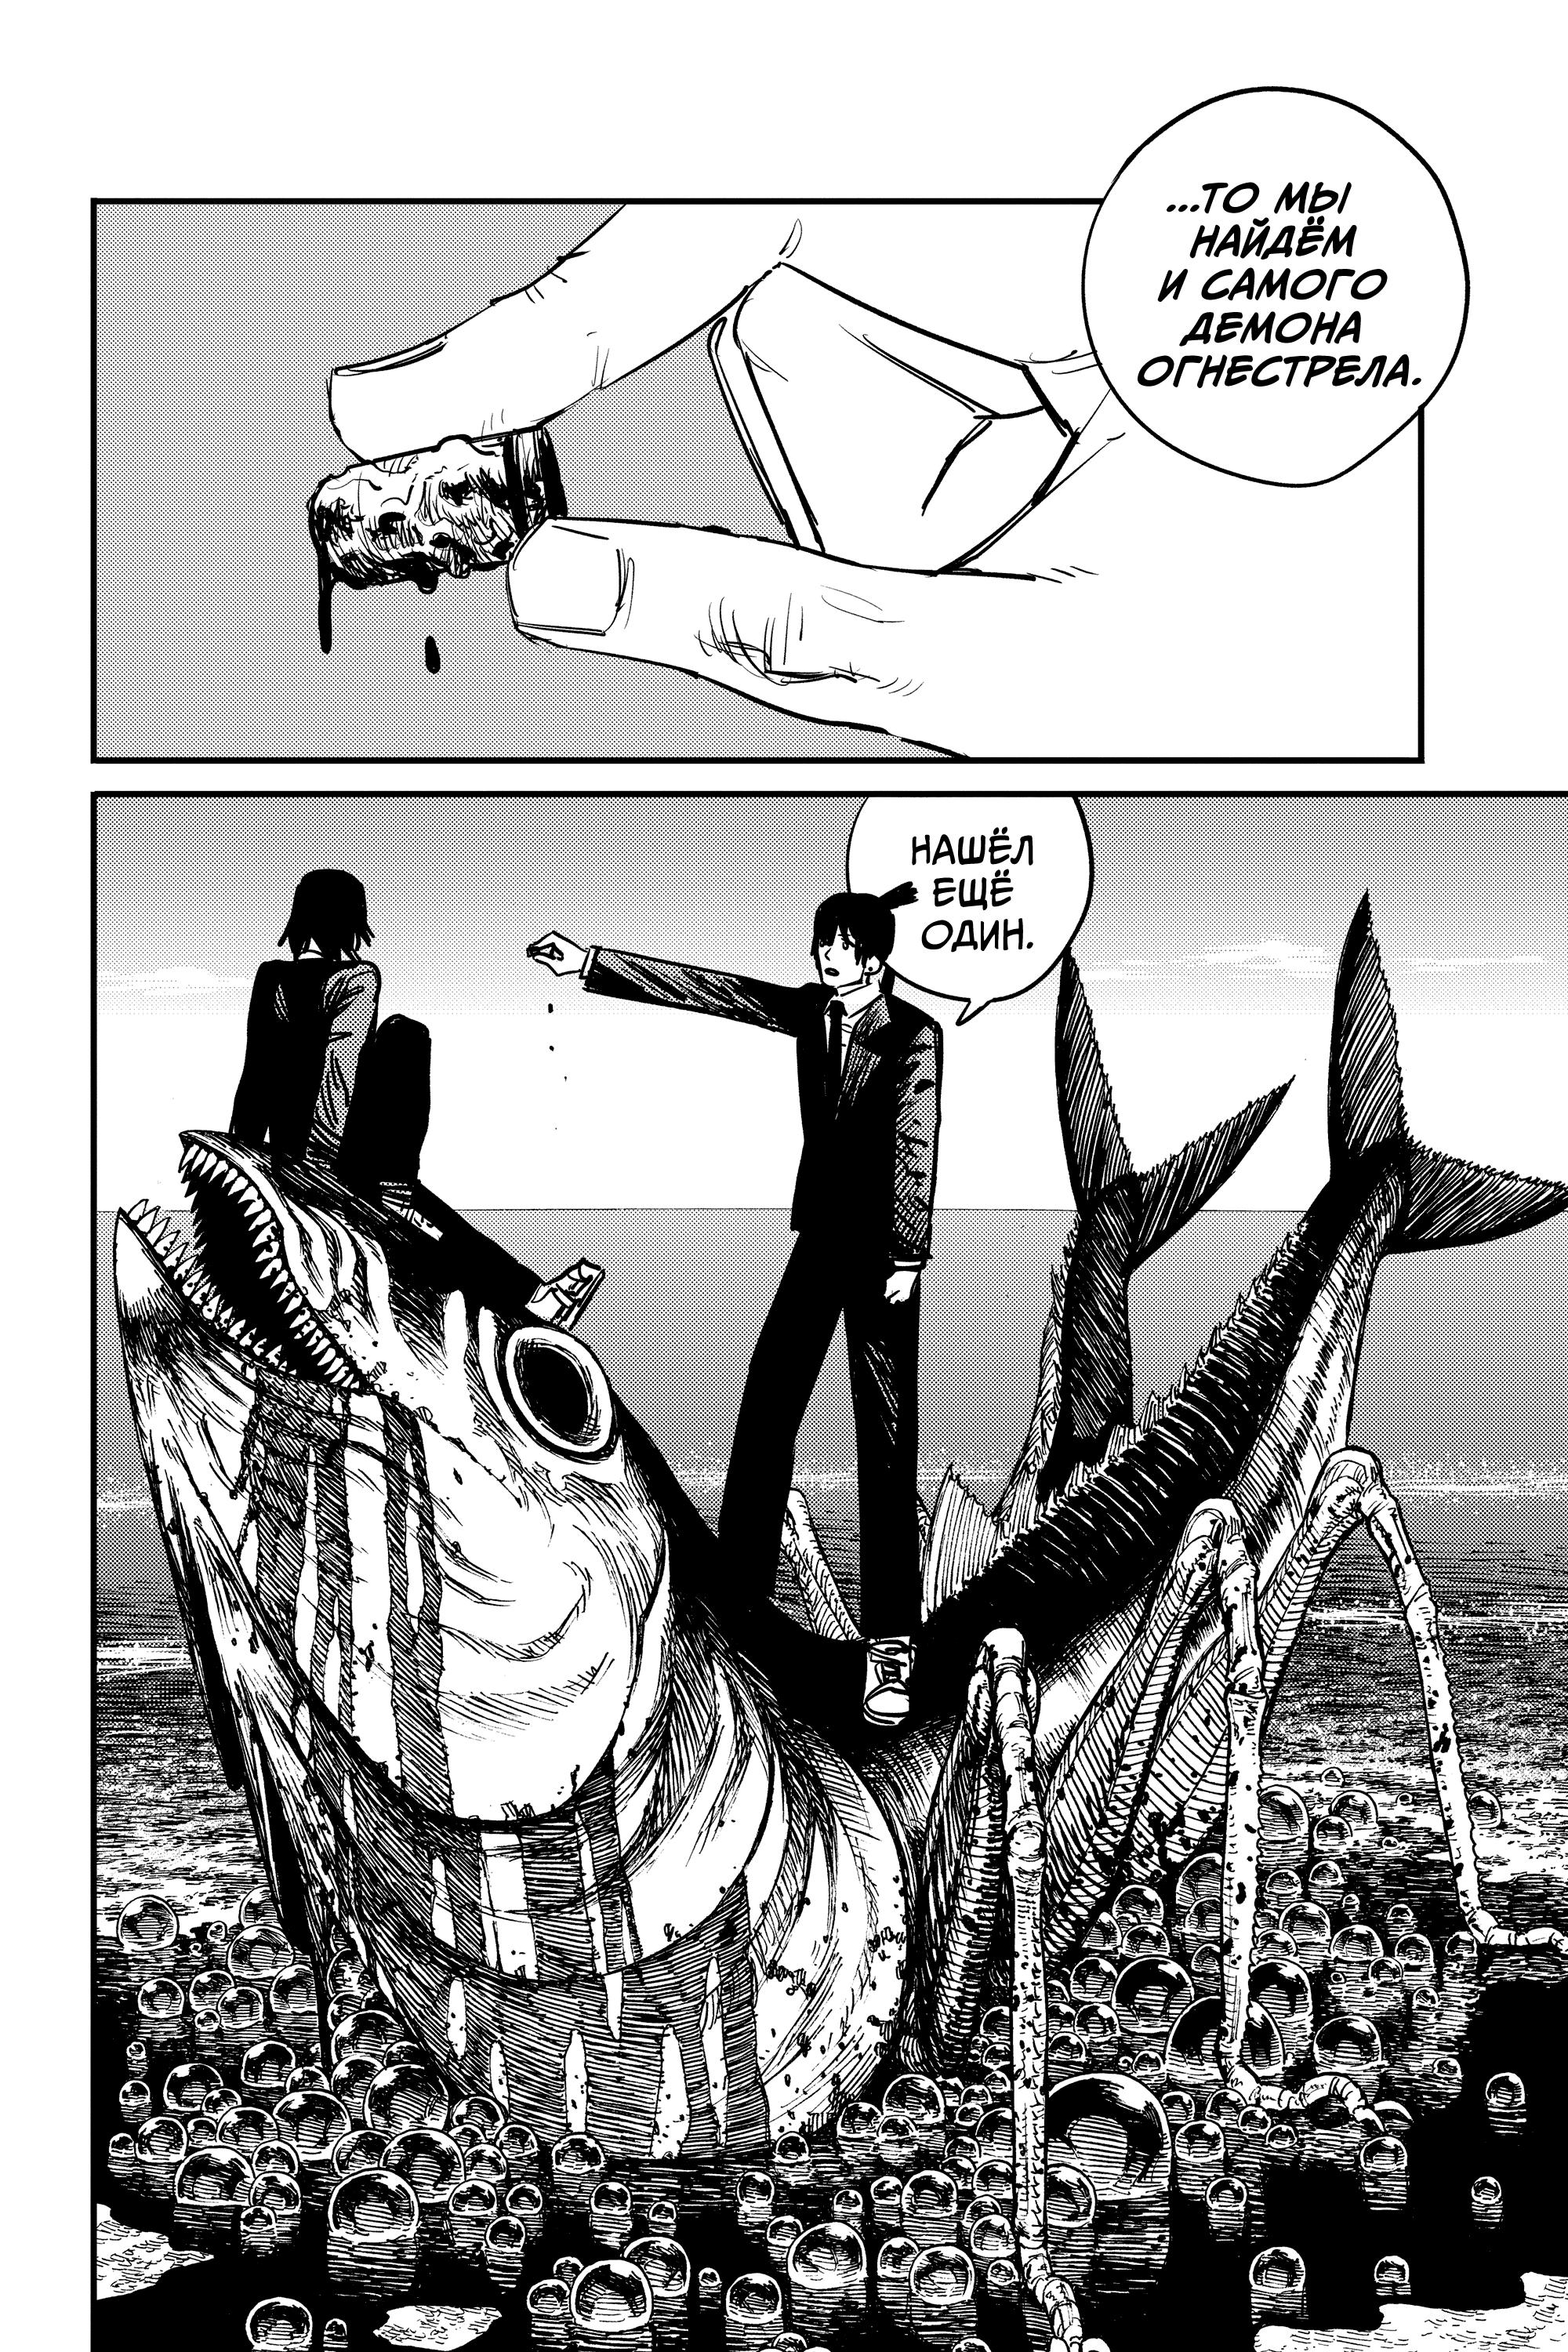 ...ТО МЫ
НАЙДЁМ
И САМОГО
ДЕМОНА
ОГНЕСТРЕЛА.
НАШЁЛ
ЕЩЁ
ОДИН.